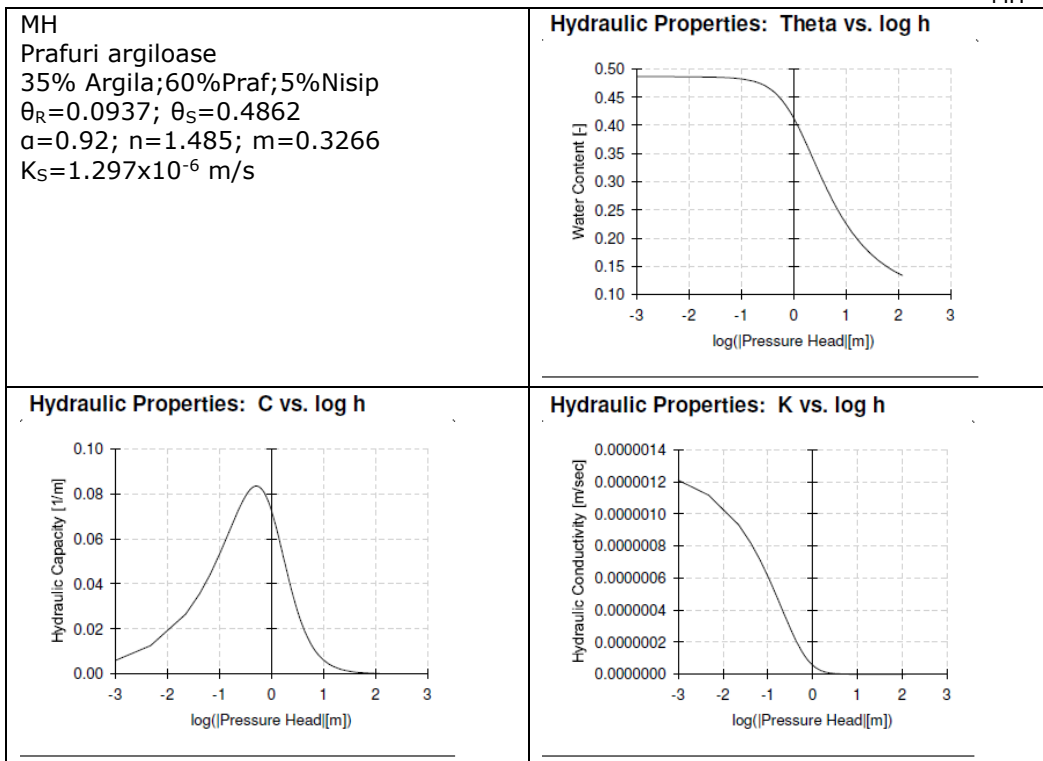 MH
Prafuri argiloase
35% Argila;60%Praf;5%Nisip
θR=0.0937; θS=0.4862
α=0.92; n=1.485; m=0.3266
KS=1.297x10-6 m/s
Hydraulic Properties: Theta vs. log h
Water Content [-]
0.50
0.45
0.40
0.35
0.30
0.25
0.20
0.15
0.10
-3 -2 -1 0 1 2 3
log(|Pressure Head|[m])
Hydraulic Properties: C vs. log h
Hydraulic Capacity [1/m]
0.10
0.08
0.06
0.04
0.02
0.00
-3 -2 -1 0 1 2 3
log(|Pressure Head|[m])
Hydraulic Properties: K vs. log h
Hydraulic Conductivity [m/sec]
0.0000014
0.0000012
0.0000010
0.0000008
0.0000006
0.0000004
0.0000002
0.0000000
-3 -2 -1 0 1 2 3
log(|Pressure Head|[m])